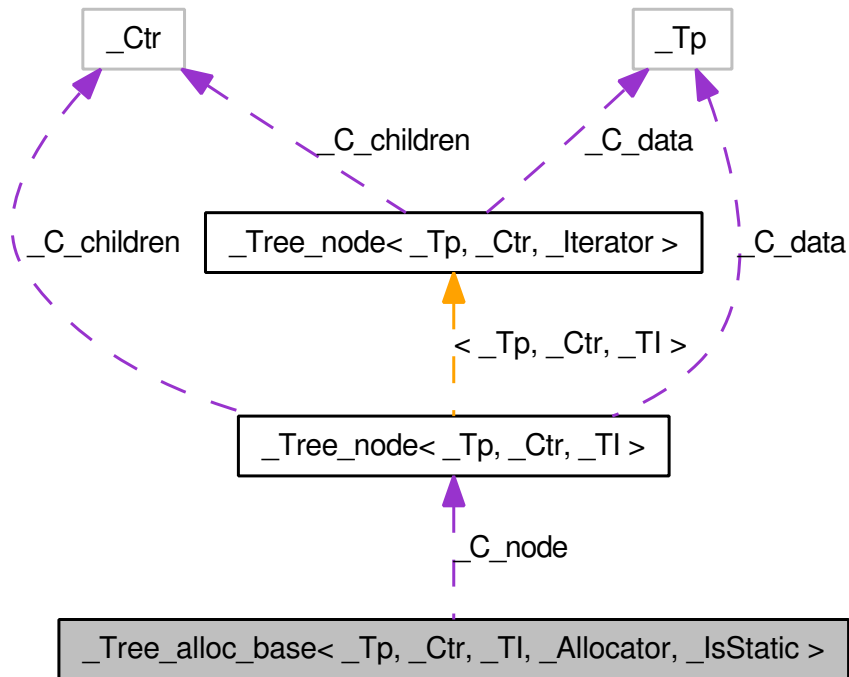 _Ctr
_Tp
_C_children
_C_data
_Tree_node< _Tp, _Ctr, _Iterator >
_C_children
_C_data
< _Tp, _Ctr, _TI >
_Tree_node< _Tp, _Ctr, _TI >
_C_node
_Tree_alloc_base< _Tp, _Ctr, _TI, _Allocator, _IsStatic >